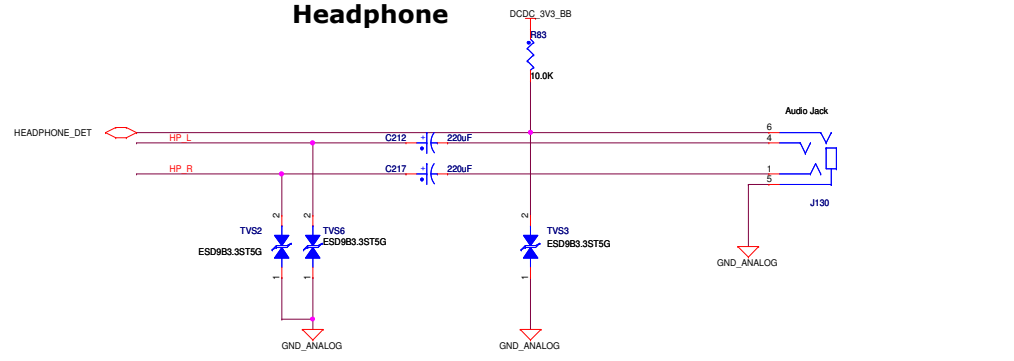 Headphone
DCDC_3V3_BB
R83
10.0K
Audio Jack
HEADPHONE_DET
6
HP_L
C212
+
220uF
4
HP_R
C217
+
220uF
1
5
J130
2
2
2
TVS2
TVS6
TVS3
ESD9B3.3ST5G
ESD9B3.3ST5G
ESD9B3.3ST5G
GND_ANALOG
1
1
1
GND_ANALOG
GND_ANALOG